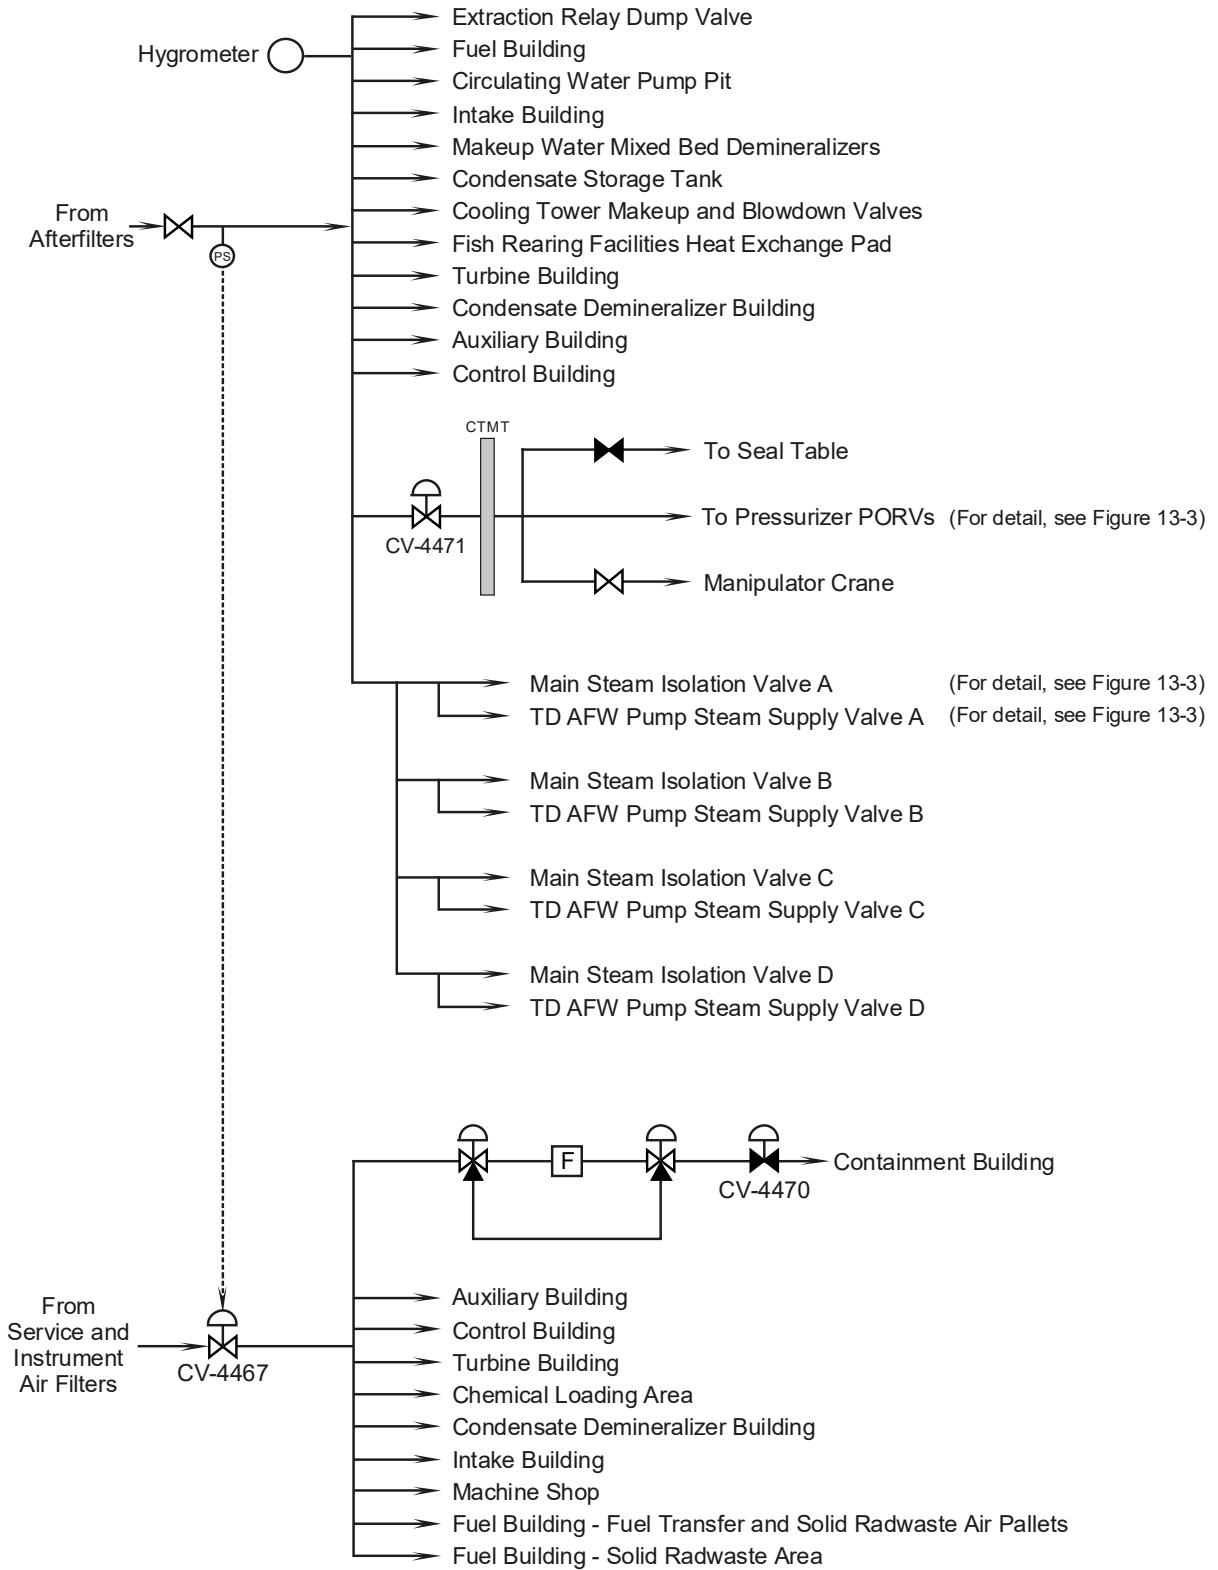 Extraction Relay Dump Valve
Hygrometer
Fuel Building
Circulating Water Pump Pit
Intake Building
Makeup Water Mixed Bed Demineralizers
Condensate Storage Tank
From
Afterfilters
Cooling Tower Makeup and Blowdown Valves
PS
Fish Rearing Facilities Heat Exchange Pad
Turbine Building
Condensate Demineralizer Building
Auxiliary Building
Control Building
CTMT
To Seal Table
CV-4471
To Pressurizer PORVs (For detail, see Figure 13-3)
Manipulator Crane
Main Steam Isolation Valve A (For detail, see Figure 13-3)
TD AFW Pump Steam Supply Valve A (For detail, see Figure 13-3)
Main Steam Isolation Valve B
TD AFW Pump Steam Supply Valve B
Main Steam Isolation Valve C
TD AFW Pump Steam Supply Valve C
Main Steam Isolation Valve D
TD AFW Pump Steam Supply Valve D
F
CV-4470
Containment Building
From
Service and
Instrument
Air Filters
CV-4467
Auxiliary Building
Control Building
Turbine Building
Chemical Loading Area
Condensate Demineralizer Building
Intake Building
Machine Shop
Fuel Building - Fuel Transfer and Solid Radwaste Air Pallets
Fuel Building - Solid Radwaste Area